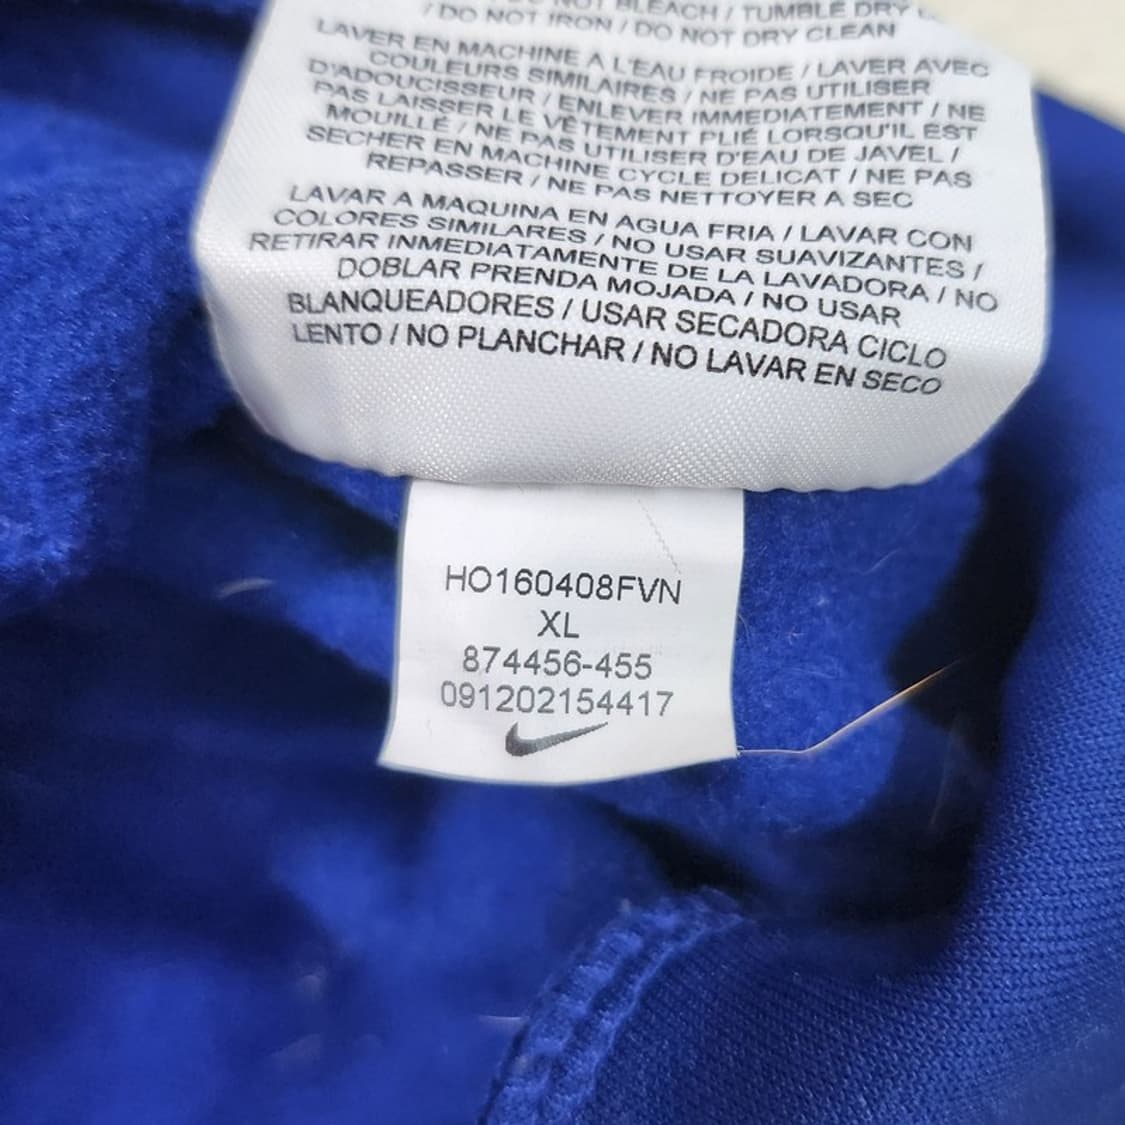 NOT BLEACH / TUMBLE DRY
/ DO NOT IRON / DO NOT DRY CLEAN
LAVER EN MACHINE A L'EAU FROIDE / LAVER AVEC
COULEURS SIMILAIRES / NE PAS UTILISER
D'ADOUCISSEUR / ENLEVER IMMEDIATEMENT / NE
PAS LAISSER LE VÊTEMENT PLIÉ LORSQU'IL EST
MOUILLÉ / NE PAS UTILISER D'EAU DE JAVEL /
SECHER EN MACHINE CYCLE DELICAT / NE PAS
REPASSER / NE PAS NETTOYER A SEC
LAVAR A MAQUINA EN AGUA FRIA / LAVAR CON
COLORES SIMILARES / NO USAR SUAVIZANTES /
RETIRAR INMEDIATAMENTE DE LA LAVADORA / NO
DOBLAR PRENDA MOJADA / NO USAR
BLANQUEADORES / USAR SECADORA CICLO
LENTO / NO PLANCHAR / NO LAVAR EN SECO
HO160408FVN
XL
874456-455
091202154417